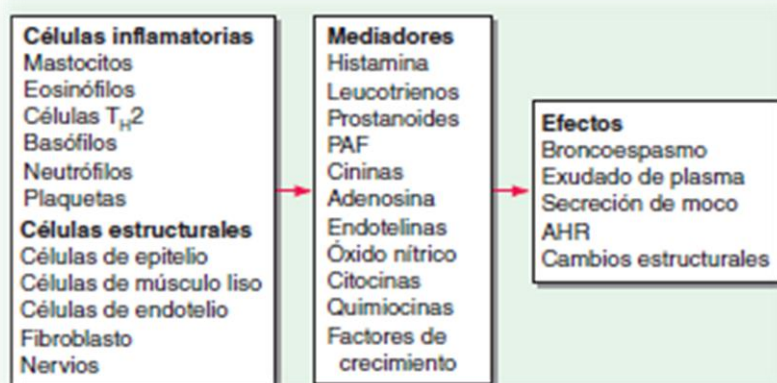 Células inflamatorias
Mastocitos
Eosinófilos
Células TH2
Basófilos
Neutrófilos
Plaquetas
Células estructurales
Células de epitelio
Células de músculo liso
Células de endotelio
Fibroblasto
Nervios
Mediadores
Histamina
Leucotrienos
Prostanoides
PAF
Cininas
Adenosina
Endotelinas
Óxido nítrico
Citocinas
Quimiocinas
Factores de
crecimiento
Efectos
Broncoespasmo
Exudado de plasma
Secreción de moco
AHR
Cambios estructurales